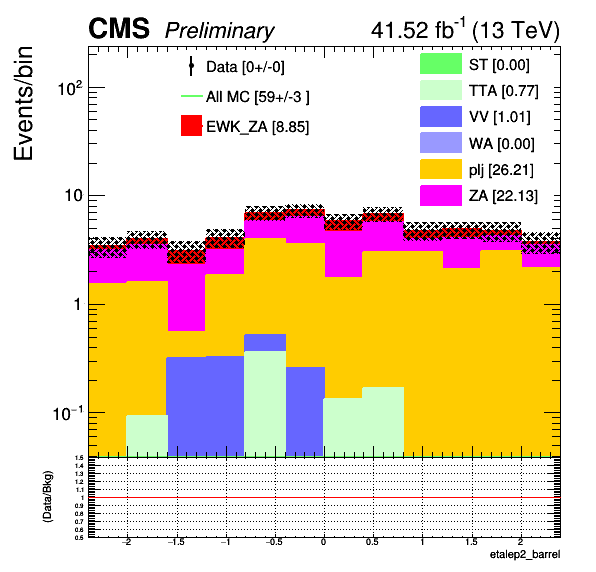 CMS Preliminary 41.52 fb⁻¹ (13 TeV)
Events/bin
Data [0+/-0]
All MC [59+/-3 ]
EWK_ZA [8.85]
ST [0.00]
TTA [0.77]
VV [1.01]
WA [0.00]
plj [26.21]
ZA [22.13]
10²
10
1
10⁻¹
(Data/Bkg)
1.5
1.4
1.3
1.2
1.1
1
0.9
0.8
0.7
0.6
0.5
−2 −1.5 −1 −0.5 0 0.5 1 1.5 2
etalep2_barrel